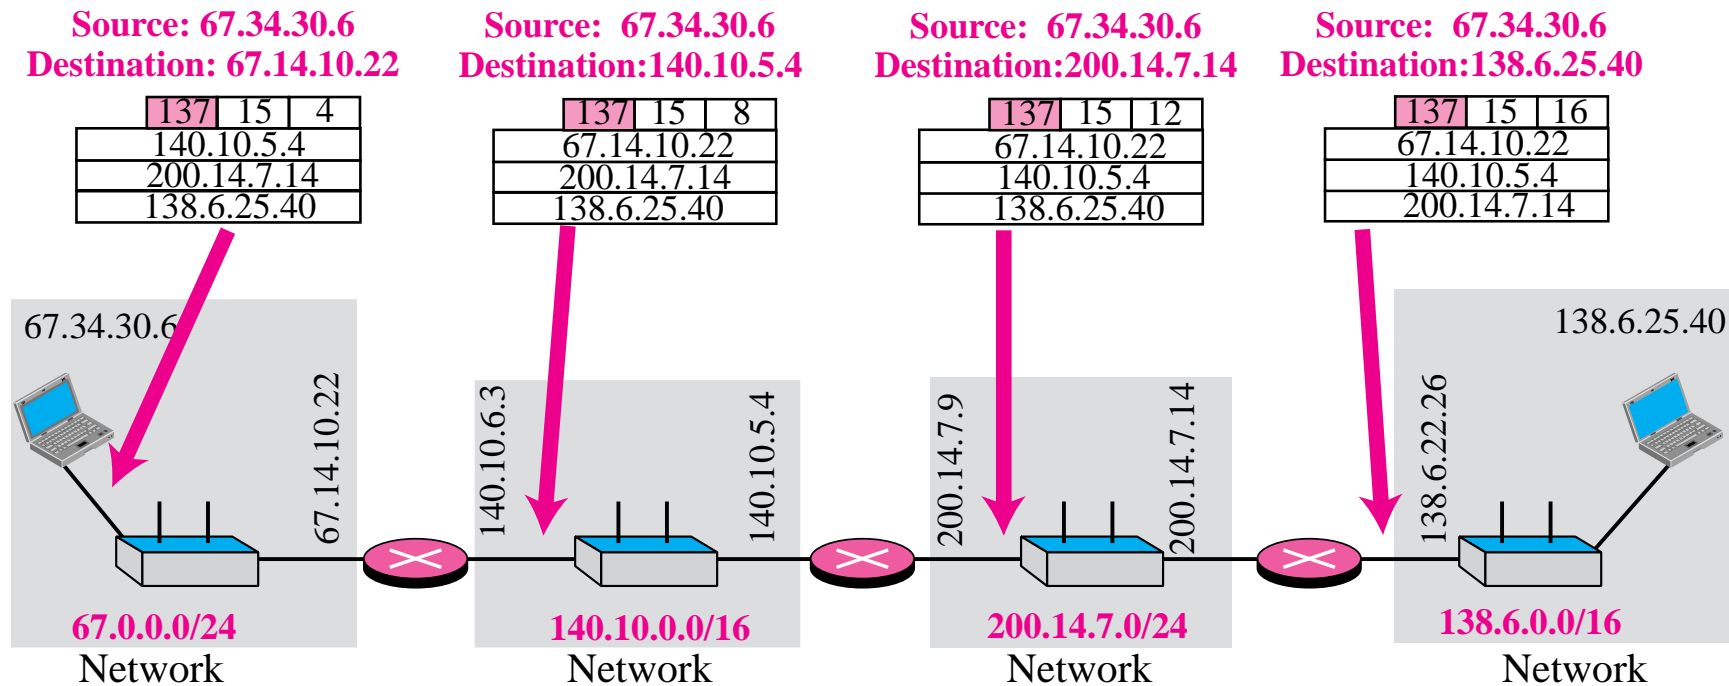 Source: 67.34.30.6
Destination: 67.14.10.22
137 15 4
140.10.5.4
200.14.7.14
138.6.25.40
Source: 67.34.30.6
Destination:140.10.5.4
137 15 8
67.14.10.22
200.14.7.14
138.6.25.40
Source: 67.34.30.6
Destination:200.14.7.14
137 15 12
67.14.10.22
140.10.5.4
138.6.25.40
Source: 67.34.30.6
Destination:138.6.25.40
137 15 16
67.14.10.22
140.10.5.4
200.14.7.14
67.34.30.6
67.14.10.22
67.0.0.0/24
Network
140.10.6.3
140.10.5.4
140.10.0.0/16
Network
200.14.7.9
200.14.7.14
200.14.7.0/24
Network
138.6.25.40
138.6.22.26
138.6.0.0/16
Network